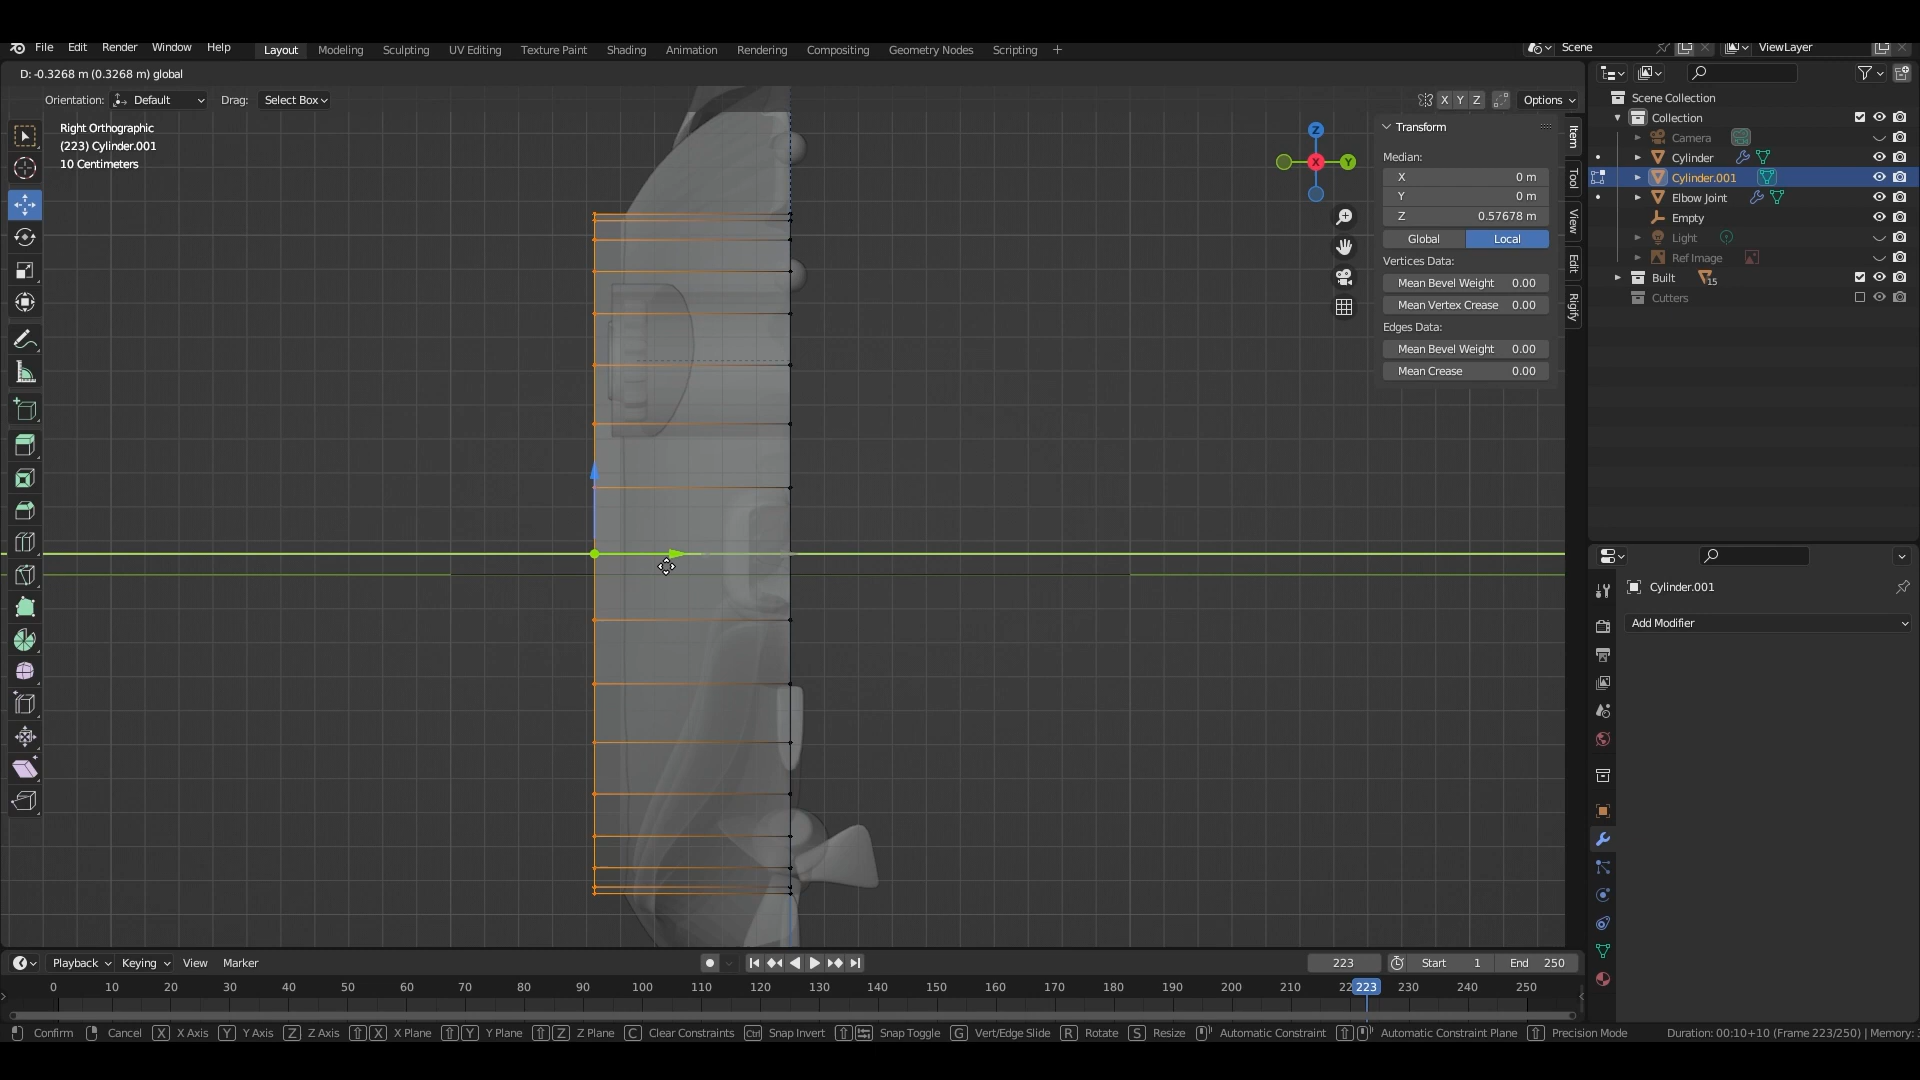 File Edit Render Window Help Layout Modeling Sculpting UV Editing Texture Paint Shading Animation Rendering Compositing Geometry Nodes Scripting + Scene ViewLayer
D: -0.3268 m (0.3268 m) global
Orientation: Default Drag: Select Box X Y Z Options
Right Orthographic
(223) Cylinder.001
10 Centimeters
Z
X Y
Transform
Median:
X 0 m
Y 0 m
Z 0.57678 m
Global Local
Vertices Data:
Mean Bevel Weight 0.00
Mean Vertex Crease 0.00
Edges Data:
Mean Bevel Weight 0.00
Mean Crease 0.00
Item
Tool
View
Edit
Rigify
Scene Collection
Collection
Camera
Cylinder
Cylinder.001
Elbow Joint
Empty
Light
Ref Image
Built 15
Cutters
Cylinder.001
Add Modifier
Playback Keying View Marker 223 Start 1 End 250
0 10 20 30 40 50 60 70 80 90 100 110 120 130 140 150 160 170 180 190 200 210 22 223 230 240 250
Confirm Cancel X X Axis Y Y Axis Z Z Axis X X Plane Y Y Plane Z Z Plane C Clear Constraints Ctrl Snap Invert Snap Toggle G Vert/Edge Slide R Rotate S Resize Automatic Constraint Automatic Constraint Plane Precision Mode Duration: 00:10+10 (Frame 223/250) | Memory: